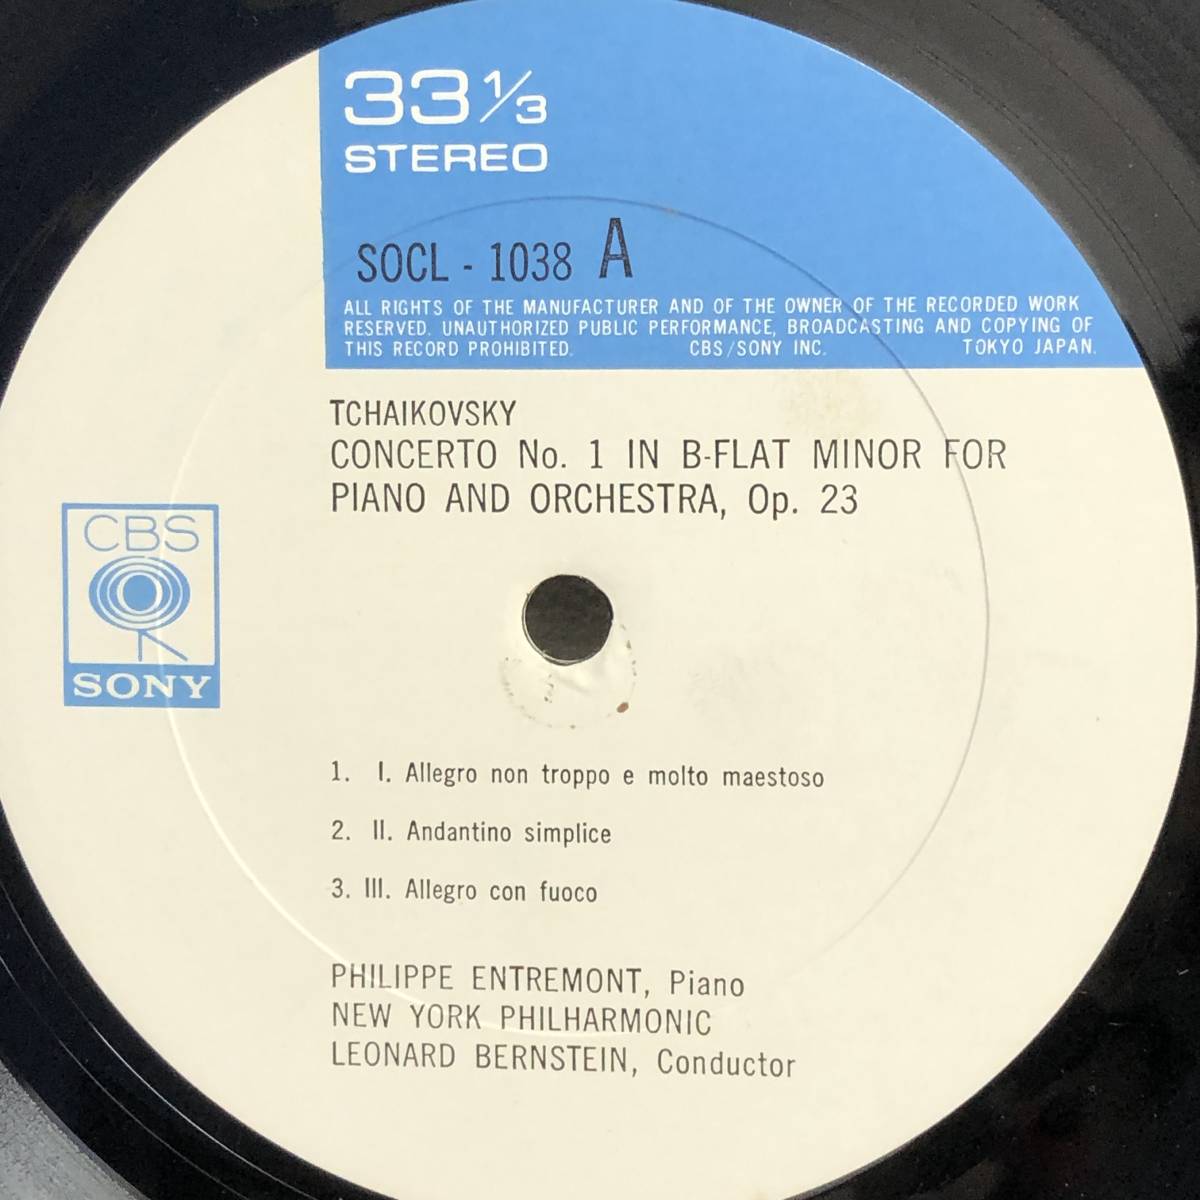 33 1/3
STEREO
SOCL - 1038 A
ALL RIGHTS OF THE MANUFACTURER AND OF THE OWNER OF THE RECORDED WORK
RESERVED. UNAUTHORIZED PUBLIC PERFORMANCE, BROADCASTING AND COPYING OF
THIS RECORD PROHIBITED. CBS/SONY INC. TOKYO JAPAN.
TCHAIKOVSKY
CONCERTO No. 1 IN B-FLAT MINOR FOR
PIANO AND ORCHESTRA, Op. 23
CBS
SONY
1. I. Allegro non troppo e molto maestoso
2. II. Andantino simplice
3. III. Allegro con fuoco
PHILIPPE ENTREMONT, Piano
NEW YORK PHILHARMONIC
LEONARD BERNSTEIN, Conductor